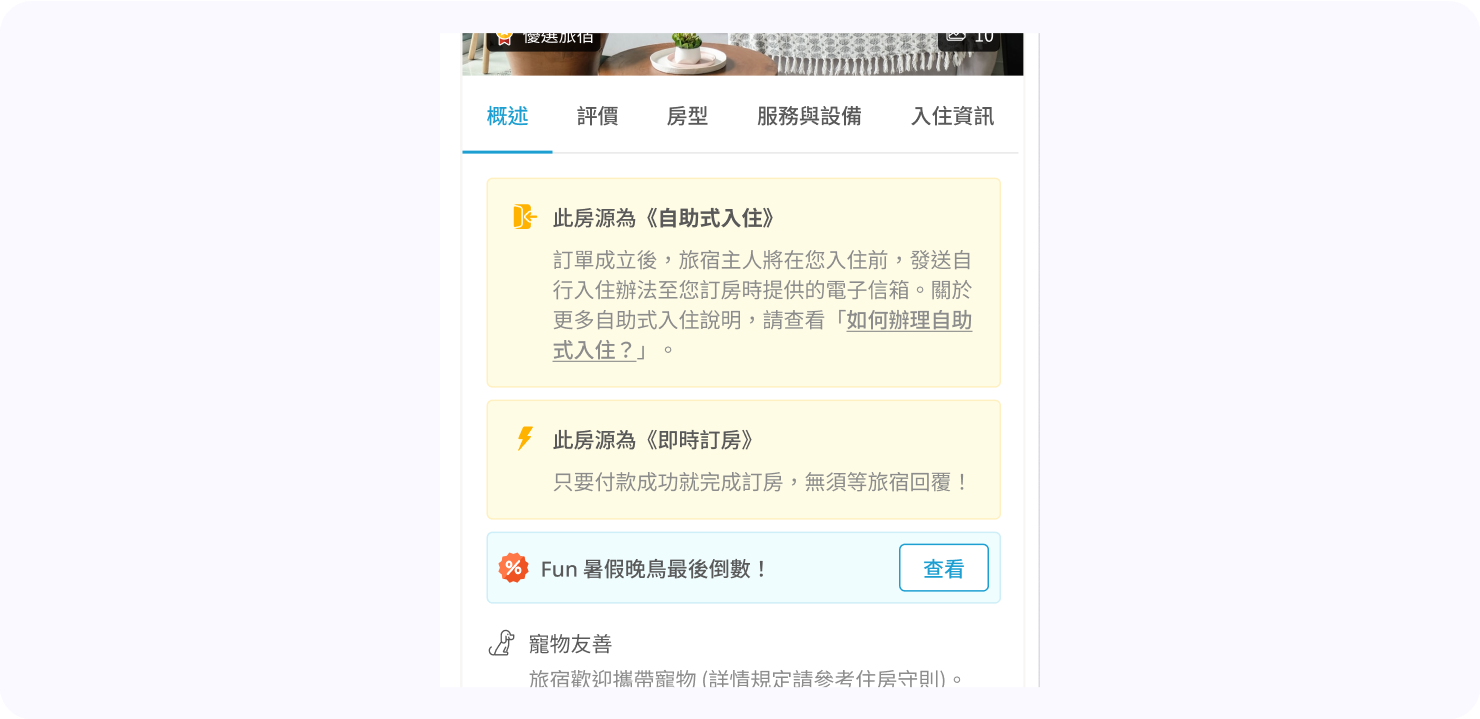 優選旅宿
10
概述 評價 房型 服務與設備 入住資訊
此房源為《自助式入住》
訂單成立後，旅宿主人將在您入住前，發送自
行入住辦法至您訂房時提供的電子信箱。關於
更多自助式入住說明，請查看「如何辦理自助
式入住？」。
此房源為《即時訂房》
只要付款成功就完成訂房，無須等旅宿回覆！
%
Fun 暑假晚鳥最後倒數！
查看
寵物友善
旅宿歡迎攜帶寵物 (詳情規定請參考住房守則)。